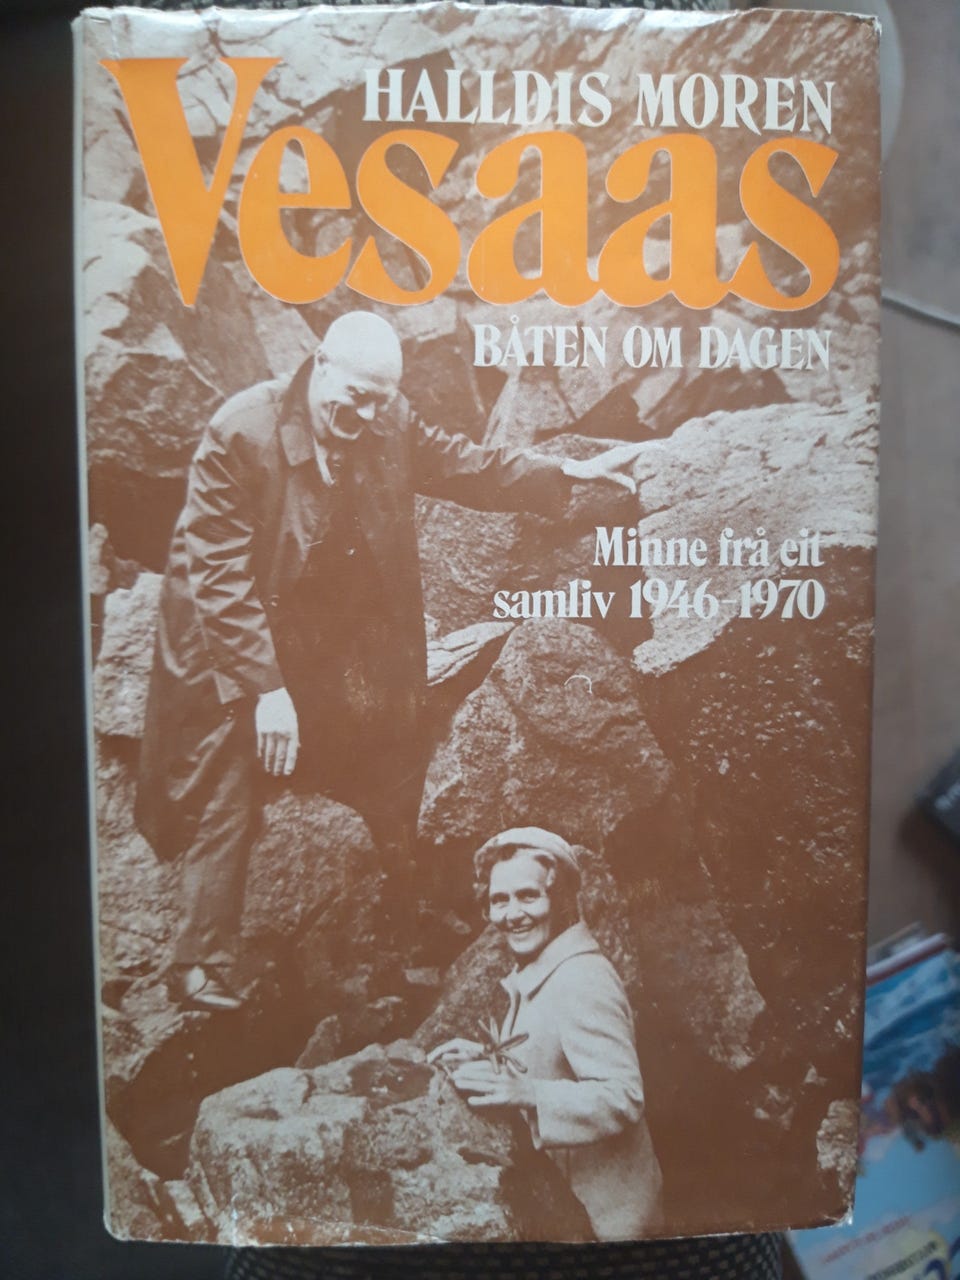 HALLDIS MOREN
Vesaas
BÅTEN OM DAGEN
Minne frå eit
samliv 1946-1970